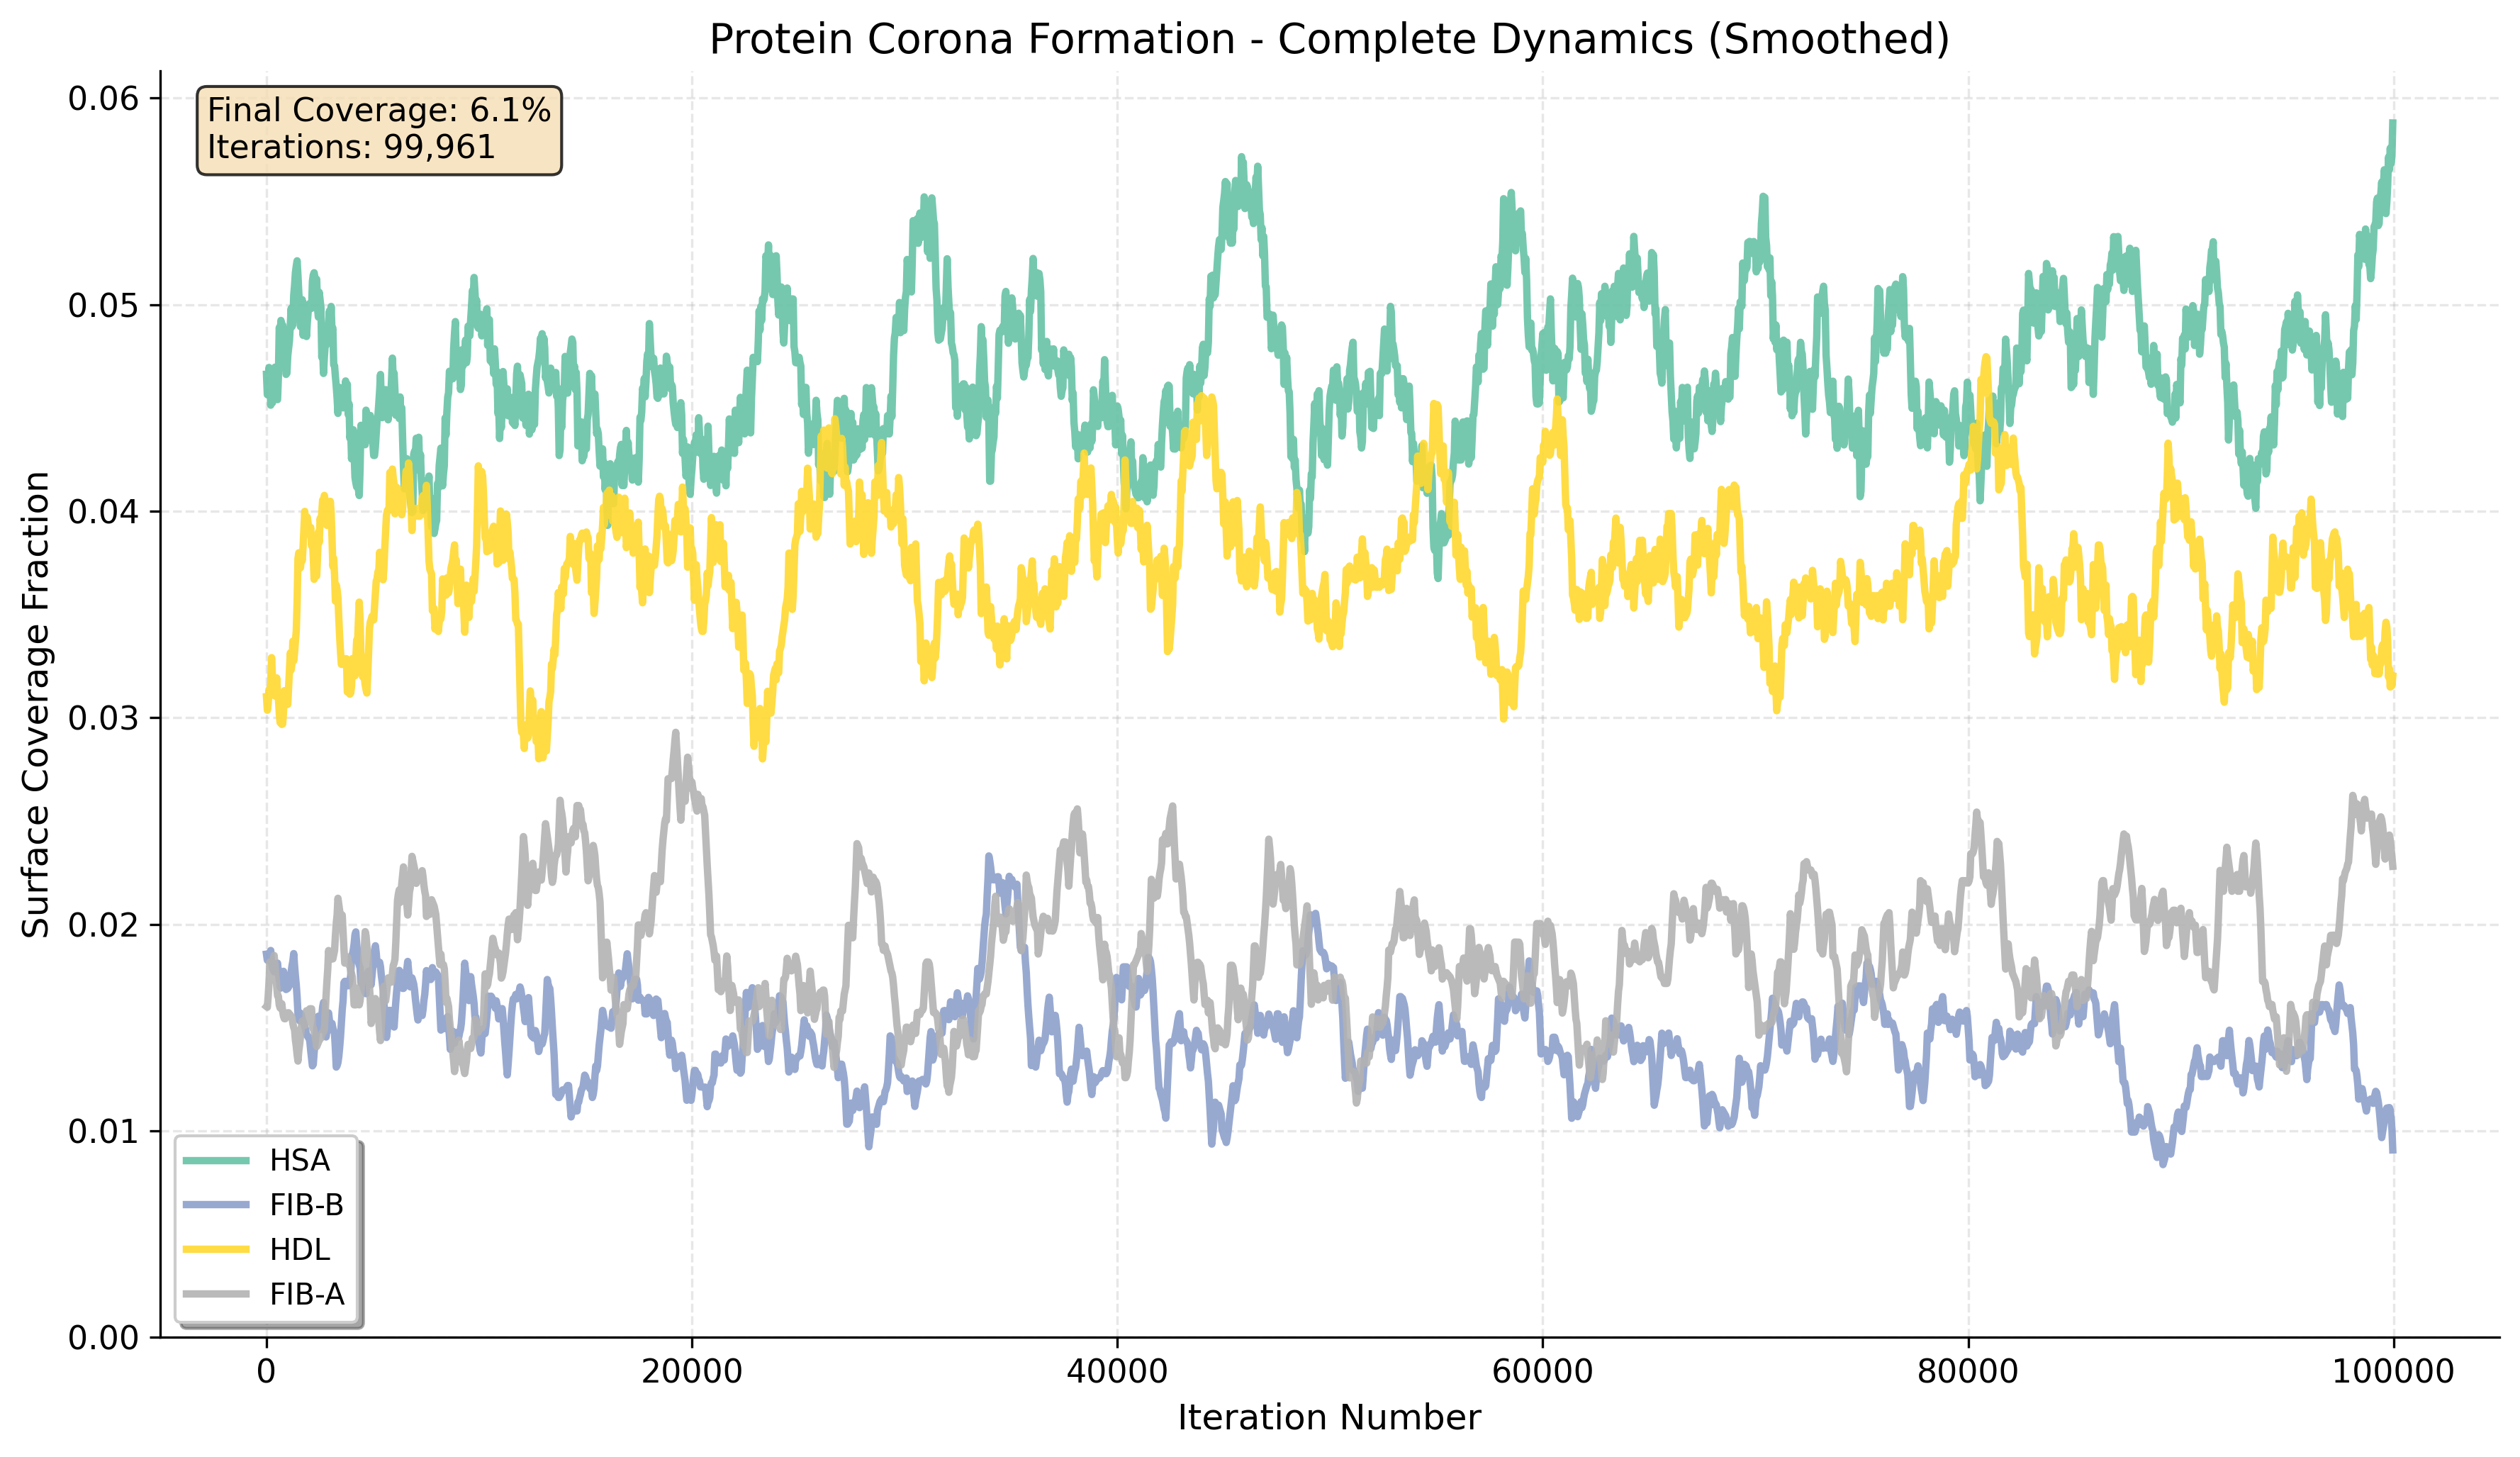 Protein Corona Formation - Complete Dynamics (Smoothed)
Final Coverage: 6.1%
Iterations: 99,961
Surface Coverage Fraction
0.06
0.05
0.04
0.03
0.02
0.01
0.00
HSA
FIB-B
HDL
FIB-A
0
20000
40000
60000
80000
100000
Iteration Number